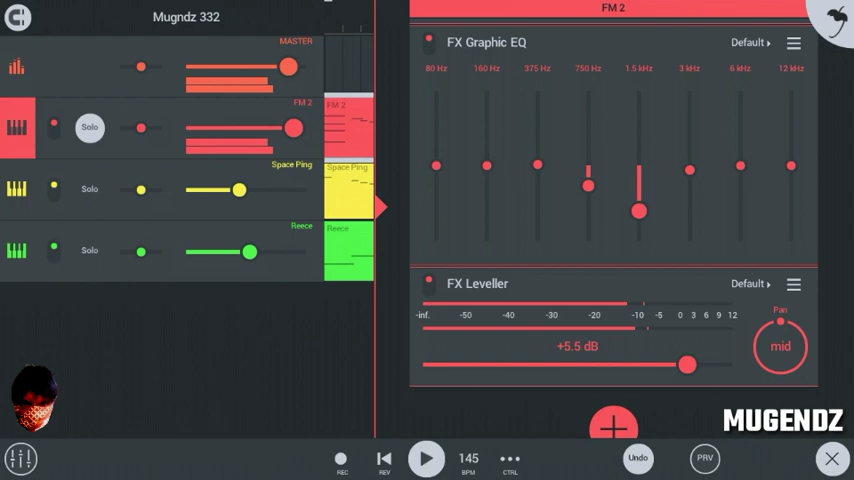 Mugndz 332
MASTER
FM 2
Solo
Space Ping
Solo
Reece
Solo
FM 2
Space Ping
Reece
FM 2
FX Graphic EQ
Default
80 Hz 160 Hz 375 Hz 750 Hz 1.5 kHz 3 kHz 6 kHz 12 kHz
FX Leveller
Default
-inf. -50 -40 -30 -20 -10 -5 0 3 6 9 12
+5.5 dB
Pan
mid
MUGENDZ
REC
REV
145
BPM
CTRL
Undo
PRV